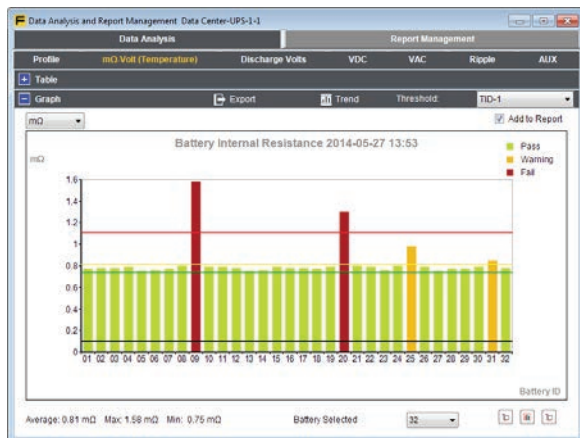 Data Analysis and Report Management Data Center-UPS-1-1
Data Analysis Report Management
Profile mΩ Volt (Temperature) Discharge Volts VDC VAC Ripple AUX
Table
Graph Export Trend Threshold: TID-1
mΩ Add to Report
Battery Internal Resistance 2014-05-27 13:53
Pass
mΩ Warning
Fail
1.6
1.4
1.2
1
0.8
0.6
0.4
0.2
0
01 02 03 04 05 06 07 08 09 10 11 12 13 14 15 16 17 18 19 20 21 22 23 24 25 26 27 28 29 30 31 32
Battery ID
Average: 0.81 mΩ Max: 1.58 mΩ Min: 0.75 mΩ Battery Selected 32